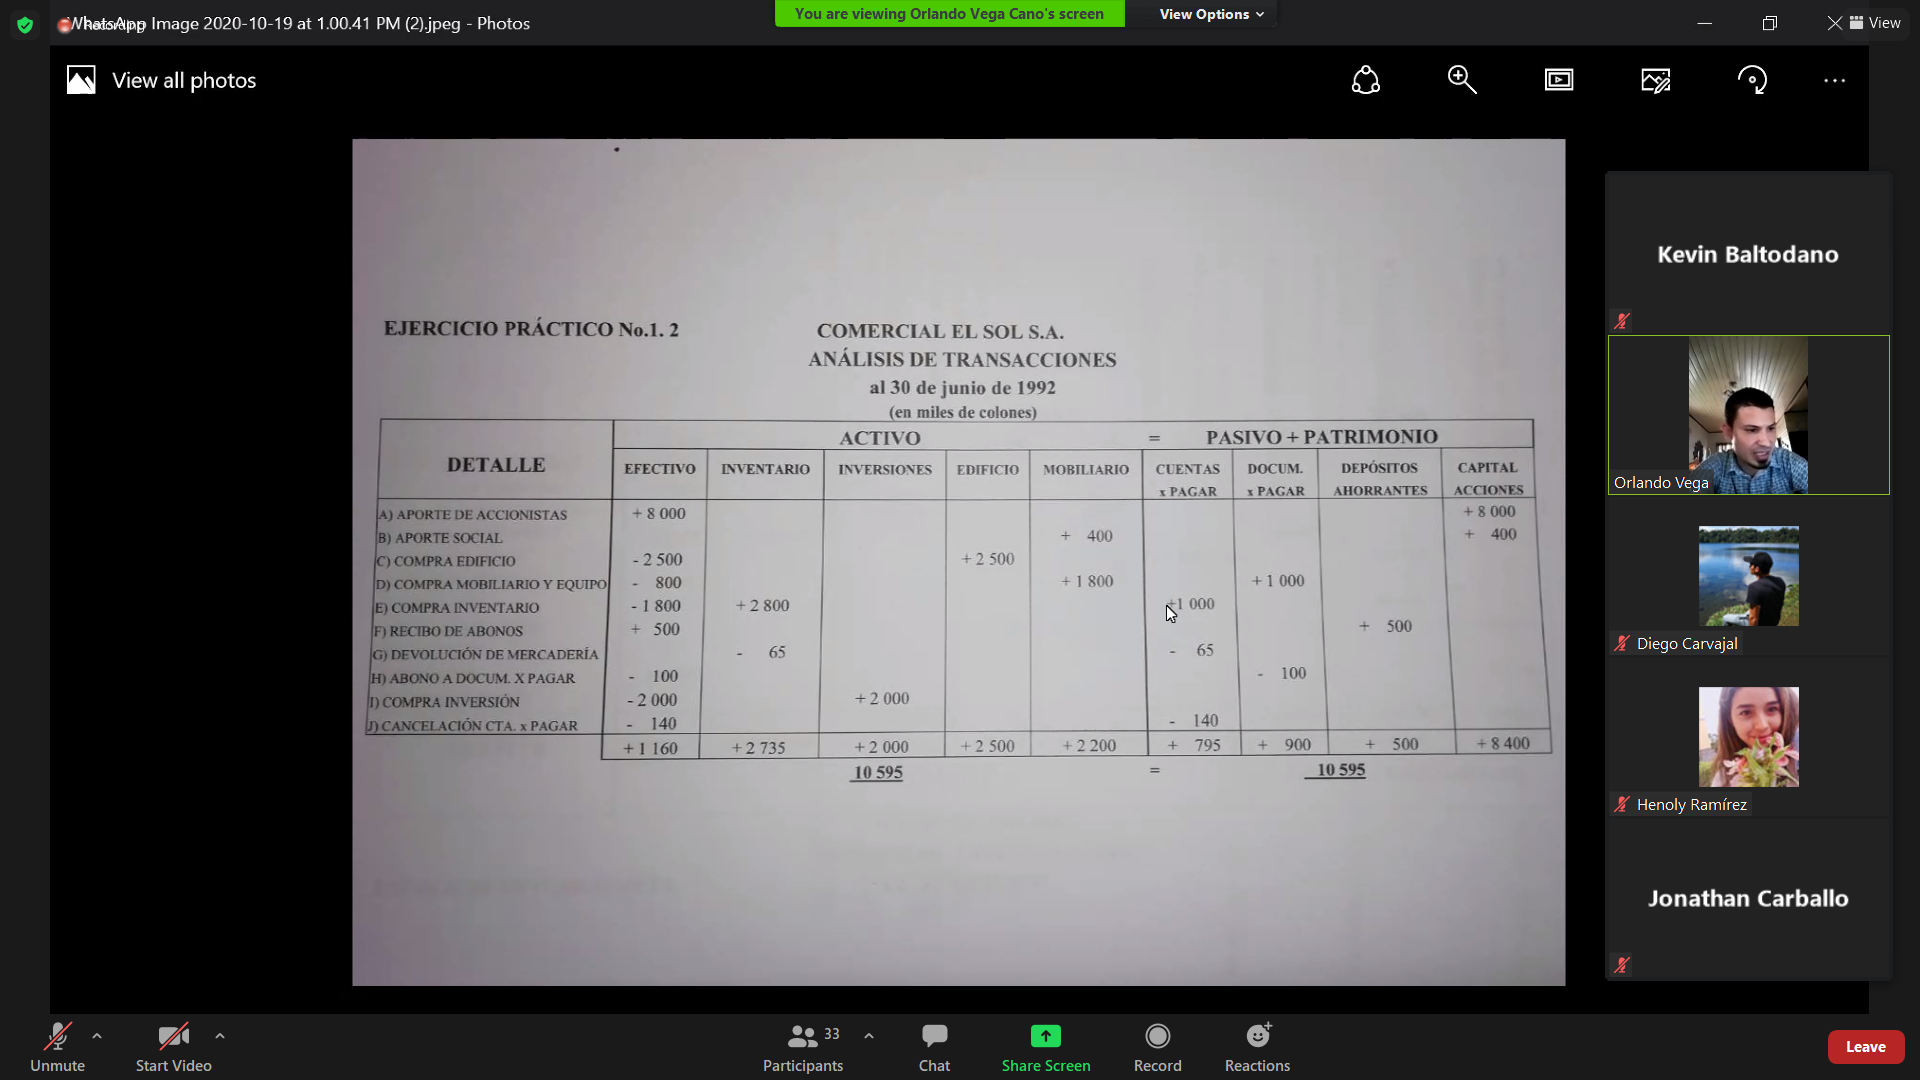 WhatsApp Image 2020-10-19 at 1.00.41 PM (2).jpeg - Photos
You are viewing Orlando Vega Cano's screen
View Options
View
View all photos
EJERCICIO PRÁCTICO No.1. 2
COMERCIAL EL SOL S.A.
ANÁLISIS DE TRANSACCIONES
al 30 de junio de 1992
(en miles de colones)
DETALLE ACTIVO = PASIVO + PATRIMONIO
EFECTIVO INVENTARIO INVERSIONES EDIFICIO MOBILIARIO CUENTAS x PAGAR DOCUM. x PAGAR DEPÓSITOS AHORRANTES CAPITAL ACCIONES
A) APORTE DE ACCIONISTAS + 8 000 + 8 000
B) APORTE SOCIAL + 400 + 400
C) COMPRA EDIFICIO - 2 500 + 2 500
D) COMPRA MOBILIARIO Y EQUIPO - 800 + 1 800 + 1 000
E) COMPRA INVENTARIO - 1 800 + 2 800 +1 000
F) RECIBO DE ABONOS + 500 + 500
G) DEVOLUCIÓN DE MERCADERÍA - 65 - 65
H) ABONO A DOCUM. X PAGAR - 100 - 100
I) COMPRA INVERSIÓN - 2 000 + 2 000
J) CANCELACIÓN CTA. x PAGAR - 140 - 140
+ 1 160 + 2 735 + 2 000 + 2 500 + 2 200 + 795 + 900 + 500 + 8 400
10 595 = 10 595
Kevin Baltodano
Orlando Vega
Diego Carvajal
Henoly Ramírez
Jonathan Carballo
Unmute
Start Video
Participants 33
Chat
Share Screen
Record
Reactions
Leave